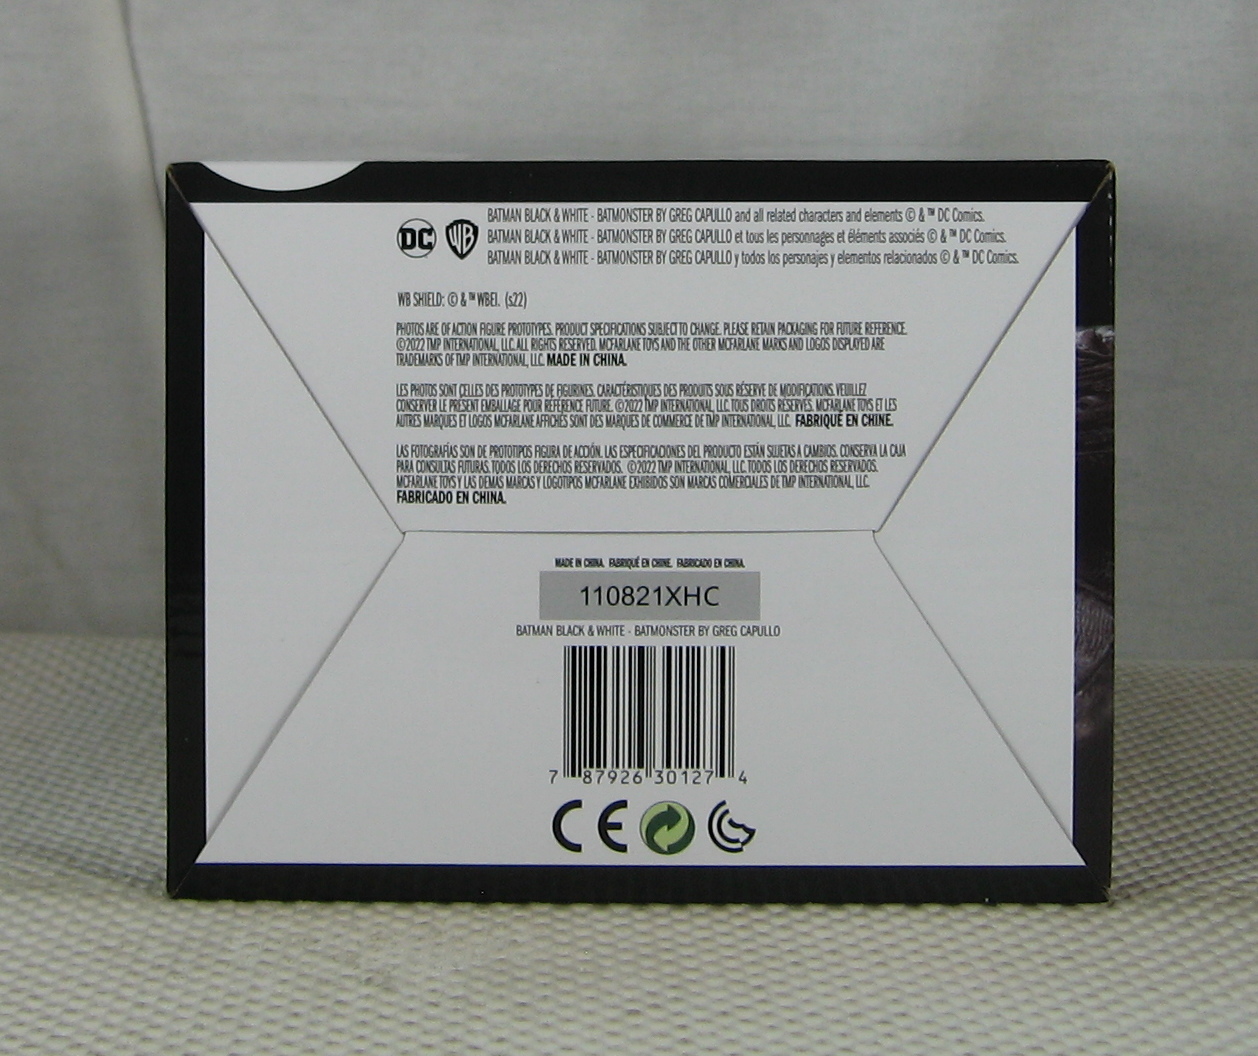 BATMAN BLACK & WHITE - BATMONSTER BY GREG CAPULLO and all related characters and elements © & ™ DC Comics.
DC WB BATMAN BLACK & WHITE - BATMONSTER BY GREG CAPULLO et tous les personnages et éléments associés © & ™ DC Comics.
BATMAN BLACK & WHITE - BATMONSTER BY GREG CAPULLO y todos los personajes y elementos relacionados © & ™ DC Comics.
WB SHIELD: © & ™ WBEI. (s22)
PHOTOS ARE OF ACTION FIGURE PROTOTYPES. PRODUCT SPECIFICATIONS SUBJECT TO CHANGE. PLEASE RETAIN PACKAGING FOR FUTURE REFERENCE.
©2022 TMP INTERNATIONAL, LLC. ALL RIGHTS RESERVED. MCFARLANE TOYS AND THE OTHER MCFARLANE MARKS AND LOGOS DISPLAYED ARE
TRADEMARKS OF TMP INTERNATIONAL, LLC. MADE IN CHINA.
LES PHOTOS SONT CELLES DES PROTOTYPES DE FIGURINES. CARACTÉRISTIQUES DES PRODUITS SOUS RÉSERVE DE MODIFICATIONS. VEUILLEZ
CONSERVER LE PRÉSENT EMBALLAGE POUR RÉFÉRENCE FUTURE. ©2022 TMP INTERNATIONAL, LLC. TOUS DROITS RÉSERVÉS. MCFARLANE TOYS ET LES
AUTRES MARQUES ET LOGOS MCFARLANE AFFICHÉS SONT DES MARQUES DE COMMERCE DE TMP INTERNATIONAL, LLC. FABRIQUÉ EN CHINE.
LAS FOTOGRAFÍAS SON DE PROTOTIPOS FIGURA DE ACCIÓN. LAS ESPECIFICACIONES DEL PRODUCTO ESTÁN SUJETAS A CAMBIOS. CONSERVA LA CAJA
PARA CONSULTAS FUTURAS. TODOS LOS DERECHOS RESERVADOS. ©2022 TMP INTERNATIONAL, LLC. TODOS LOS DERECHOS RESERVADOS.
MCFARLANE TOYS Y LAS DEMAS MARCAS Y LOGOTIPOS MCFARLANE EXHIBIDOS SON MARCAS COMERCIALES DE TMP INTERNATIONAL, LLC.
FABRICADO EN CHINA.
MADE IN CHINA. FABRIQUÉ EN CHINE. FABRICADO EN CHINA.
110821XHC
BATMAN BLACK & WHITE - BATMONSTER BY GREG CAPULLO
7 87926 30127 4
CE